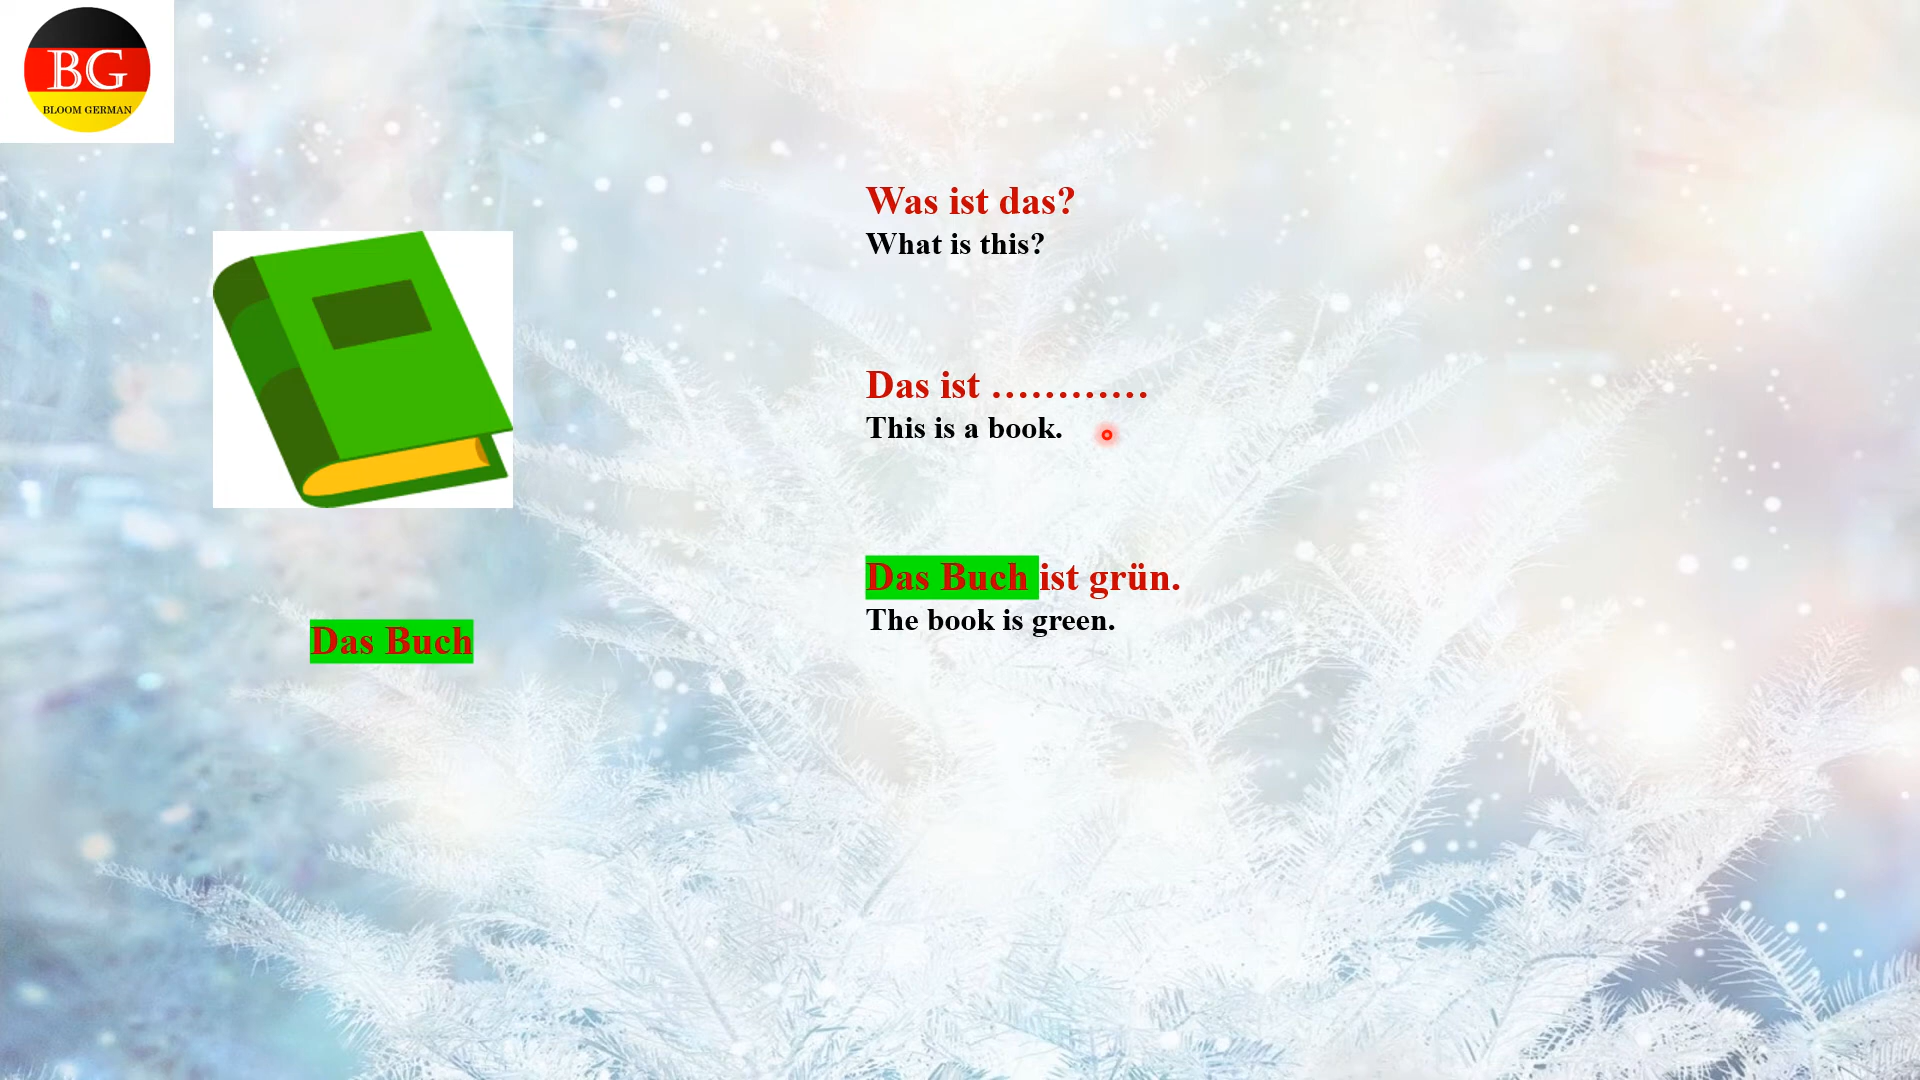 BG
BLOOM GERMAN
Was ist das?
What is this?
Das ist …………
This is a book.
Das Buch ist grün.
The book is green.
Das Buch